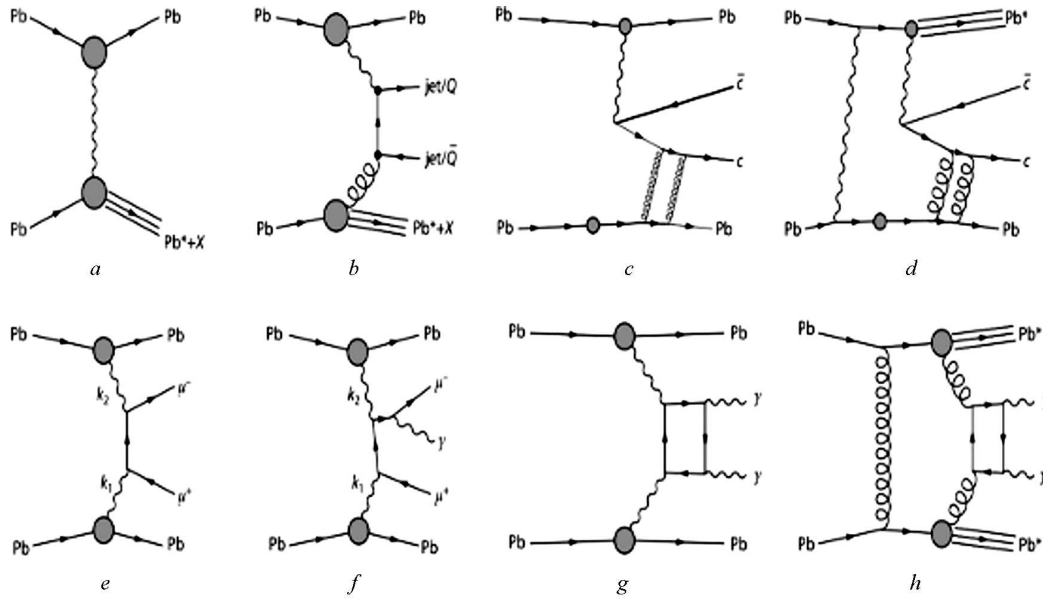 Pb Pb
Pb
Pb*+X
a
Pb Pb
jet/Q
jet/Q̄
Pb Pb*+X
b
Pb Pb
c̄
c
Pb Pb
c
Pb Pb*
c̄
c
Pb Pb
d
Pb Pb
k₂ μ⁻
k₁ μ⁺
Pb Pb
e
Pb Pb
k₂ μ⁻
γ
k₁ μ⁺
Pb Pb
f
Pb Pb
γ
γ
Pb Pb
g
Pb Pb*
γ
Pb Pb*
h